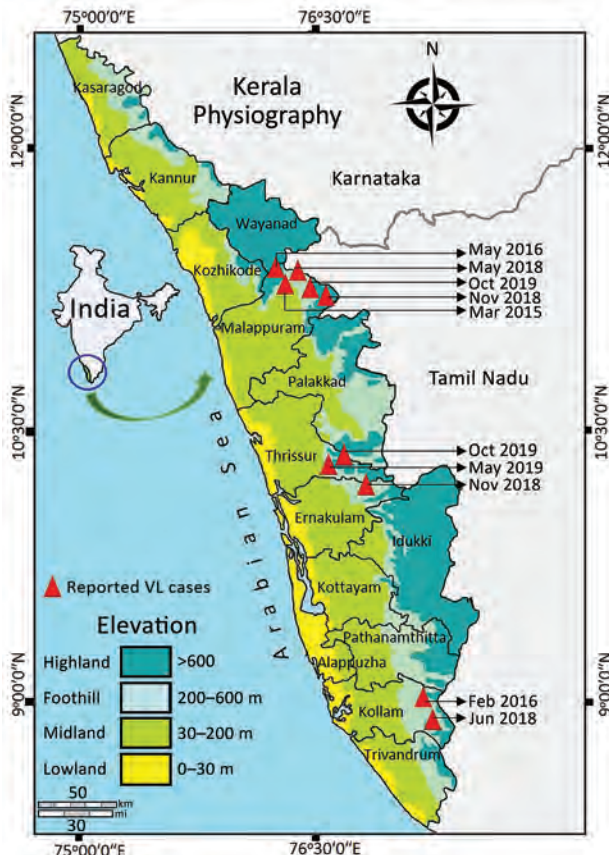 75°00′0″N
76°30′0″N
Kerala
Physiography
N
12°00′0″N
12°00′0″N
Kasaragod
Kannur
Karnataka
Wayanad
Kozhikode
May 2016
May 2018
Oct 2019
Nov 2018
Mar 2015
India
Malappuram
Palakkad
Tamil Nadu
10°30′0″N
10°30′0″N
Thrissur
Oct 2019
May 2019
Nov 2018
Arabian Sea
Ernakulam
Idukki
Reported VL cases
Kottayam
Elevation
Pathanamthitta
Highland >600
Alappuzha
Foothill 200–600 m
Feb 2016
9°00′0″N
9°00′0″N
Kollam
Jun 2018
Midland 30–200 m
Trivandrum
Lowland 0–30 m
50
km
mi
30
75°00′0″N
76°30′0″N